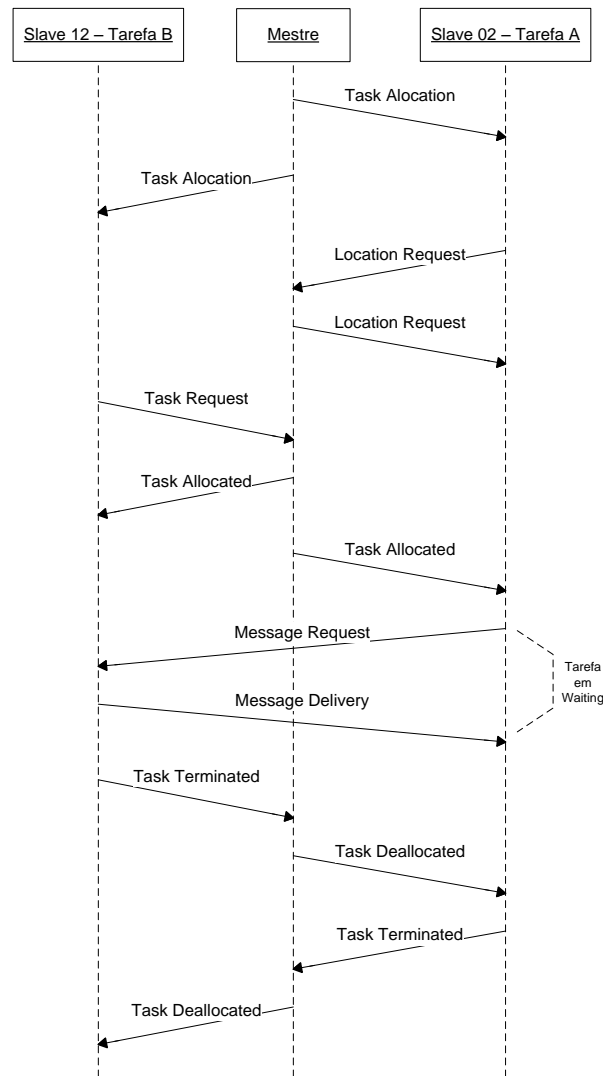 Slave 12 – Tarefa B
Mestre
Slave 02 – Tarefa A
Task Alocation
Task Alocation
Location Request
Location Request
Task Request
Task Allocated
Task Allocated
Message Request
Tarefa
em
Waiting
Message Delivery
Task Terminated
Task Deallocated
Task Terminated
Task Deallocated